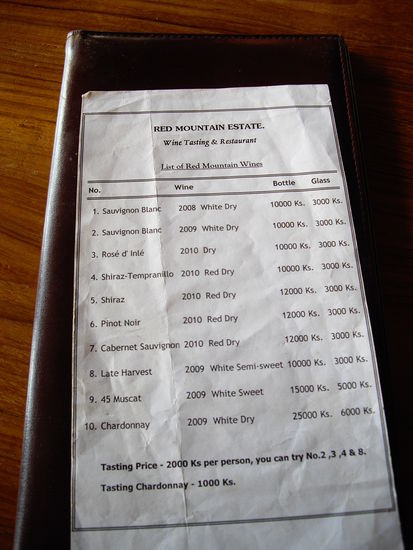 RED MOUNTAIN ESTATE.
Wine Tasting & Restaurant
List of Red Mountain Wines
No. Wine Bottle Glass
1. Sauvignon Blanc 2008 White Dry 10000 Ks. 3000 Ks.
2. Sauvignon Blanc 2009 White Dry 10000 Ks. 3000 Ks.
3. Rosé d' Inlé 2010 Dry 10000 Ks. 3000 Ks.
4. Shiraz-Tempranillo 2010 Red Dry 10000 Ks. 3000 Ks.
5. Shiraz 2010 Red Dry 12000 Ks. 3000 Ks.
6. Pinot Noir 2010 Red Dry 12000 Ks. 3000 Ks.
7. Cabernet Sauvignon 2010 Red Dry 12000 Ks. 3000 Ks.
8. Late Harvest 2009 White Semi-sweet 10000 Ks. 3000 Ks.
9. 45 Muscat 2009 White Sweet 15000 Ks. 5000 Ks.
10. Chardonnay 2009 White Dry 25000 Ks. 6000 Ks.
Tasting Price - 2000 Ks per person, you can try No.2 ,3 ,4 & 8.
Tasting Chardonnay - 1000 Ks.